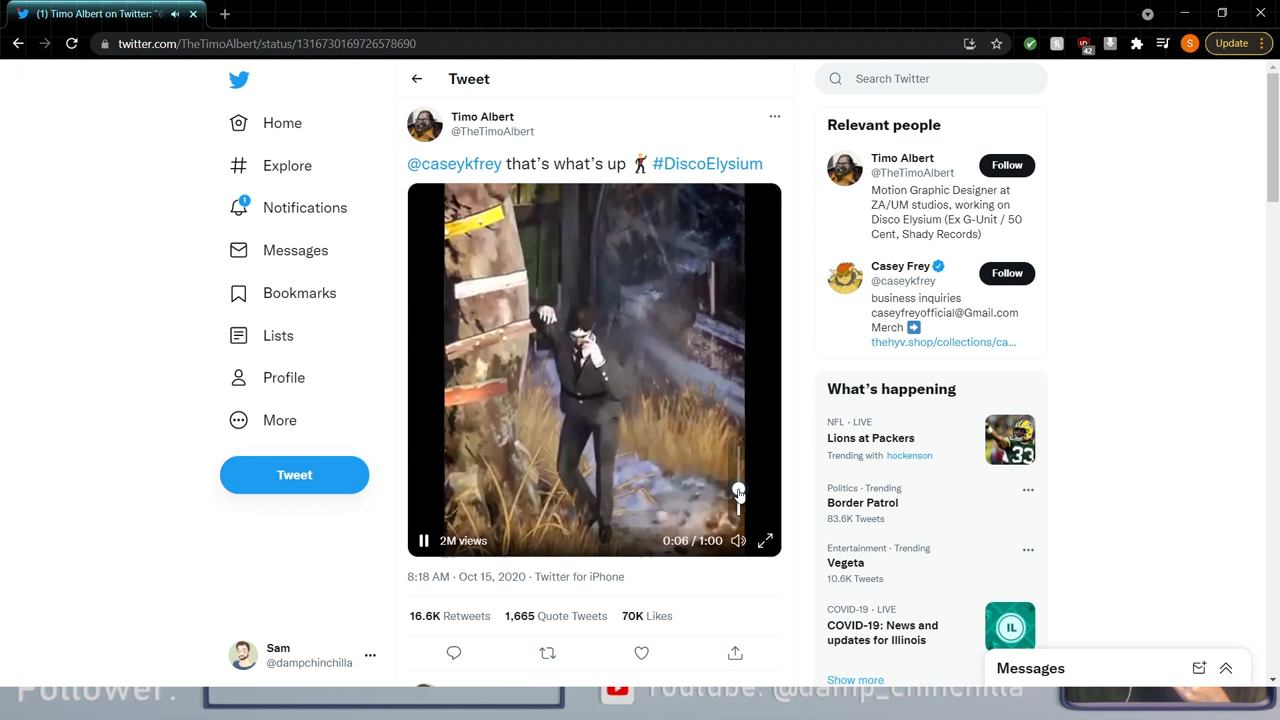 (1) Timo Albert on Twitter: "
twitter.com/TheTimoAlbert/status/1316730169726578690
42
S
Update
Home
Explore
1
Notifications
Messages
Bookmarks
Lists
Profile
More
Tweet
Sam
@dampchinchilla
Tweet
Timo Albert
@TheTimoAlbert
@caseykfrey that's what's up 🕺 #DiscoElysium
2M views
0:06 / 1:00
8:18 AM · Oct 15, 2020 · Twitter for iPhone
16.6K Retweets 1,665 Quote Tweets 70K Likes
Search Twitter
Relevant people
Timo Albert
@TheTimoAlbert
Follow
Motion Graphic Designer at
ZA/UM studios, working on
Disco Elysium (Ex G-Unit / 50
Cent, Shady Records)
Casey Frey
@caseykfrey
Follow
business inquiries
caseyfreyofficial@Gmail.com
Merch ➡️
thehyv.shop/collections/ca...
What's happening
NFL · LIVE
Lions at Packers
Trending with hockenson
33
Politics · Trending
Border Patrol
83.6K Tweets
Entertainment · Trending
Vegeta
10.6K Tweets
COVID-19 · LIVE
COVID-19: News and
updates for Illinois
IL
Show more
Messages
Follower:
Youtube: @damp_chinchilla